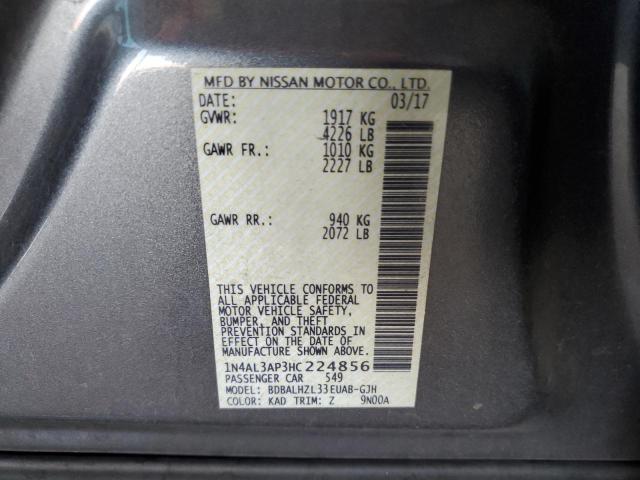 MFD BY NISSAN MOTOR CO., LTD.
DATE: 03/17
GVWR: 1917 KG
4226 LB
GAWR FR.: 1010 KG
2227 LB
GAWR RR.: 940 KG
2072 LB
THIS VEHICLE CONFORMS TO
ALL APPLICABLE FEDERAL
MOTOR VEHICLE SAFETY,
BUMPER, AND THEFT
PREVENTION STANDARDS IN
EFFECT ON THE DATE OF
MANUFACTURE SHOWN ABOVE.
1N4AL3AP3HC224856
PASSENGER CAR 549
MODEL: BDBALHZL33EUAB-GJH
COLOR: KAD TRIM: Z 9N00A